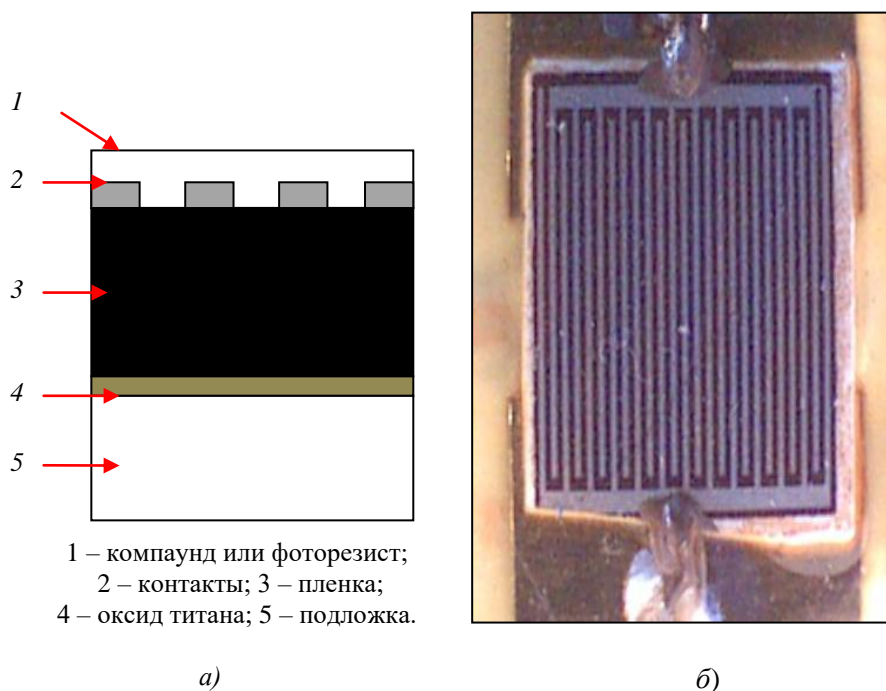 1
2
3
4
5
1 – компаунд или фоторезист;
2 – контакты; 3 – пленка;
4 – оксид титана; 5 – подложка.
а)
б)